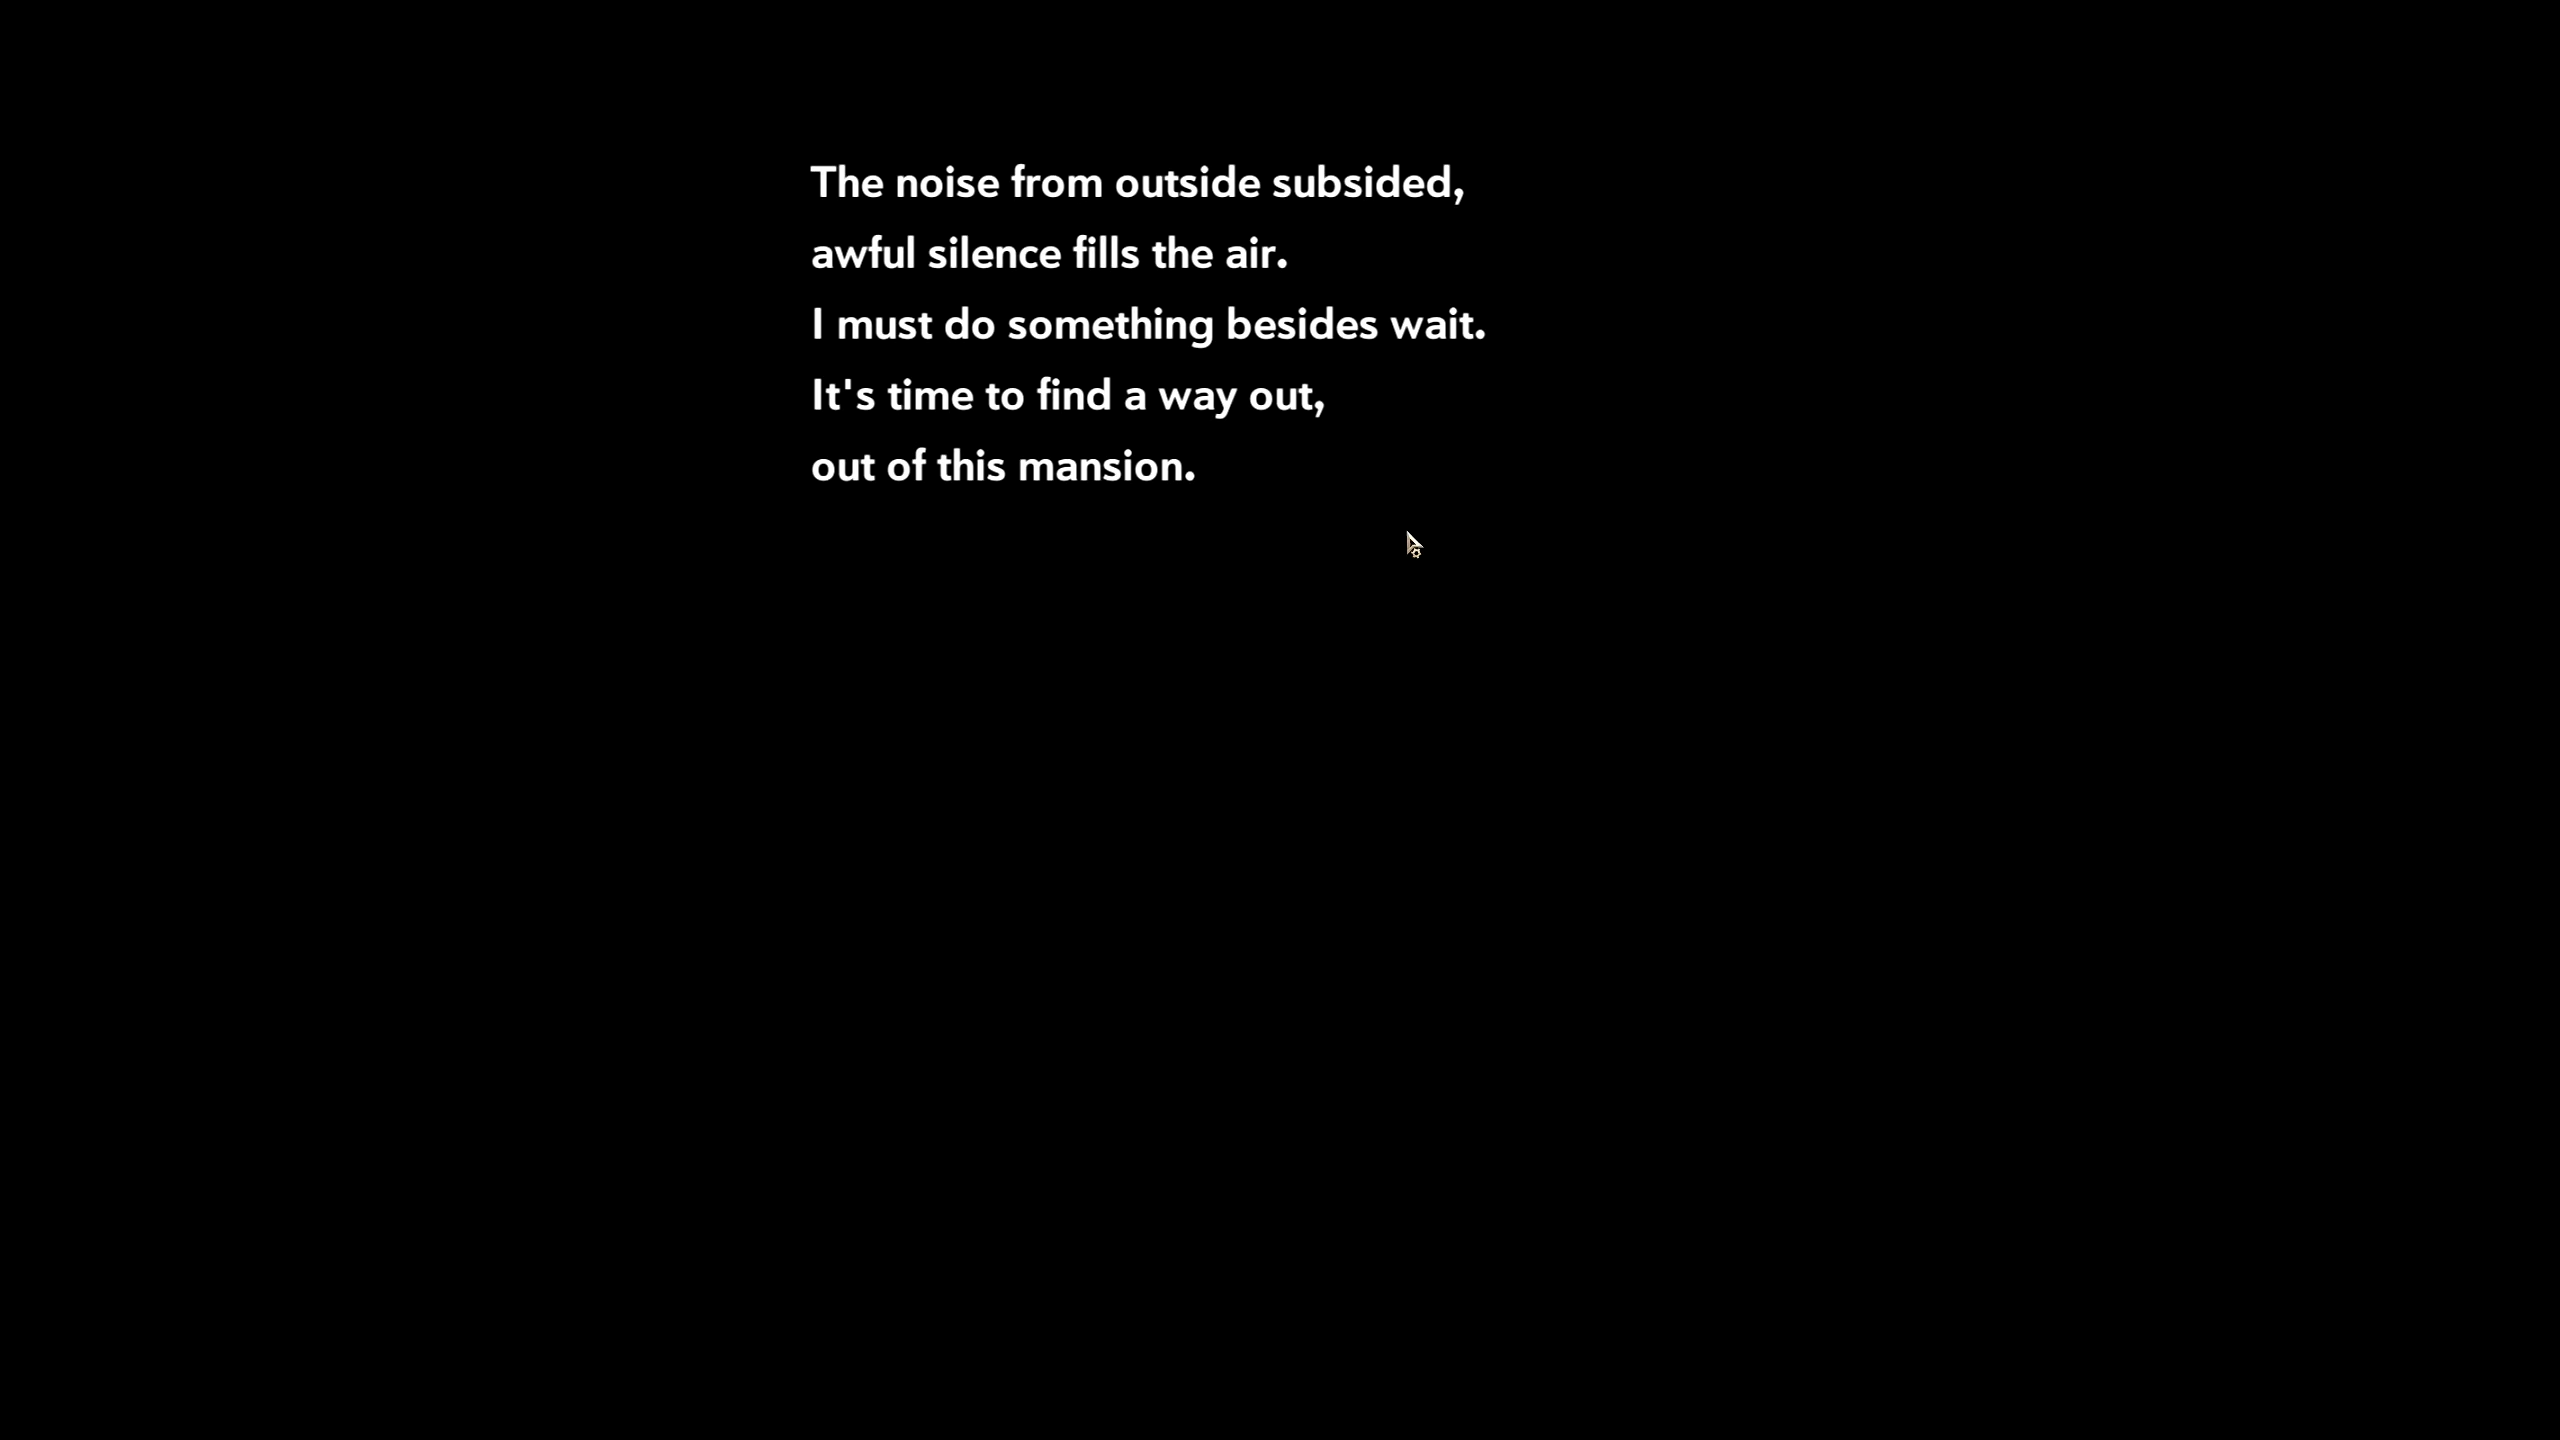 The noise from outside subsided,
awful silence fills the air.
I must do something besides wait.
It's time to find a way out,
out of this mansion.